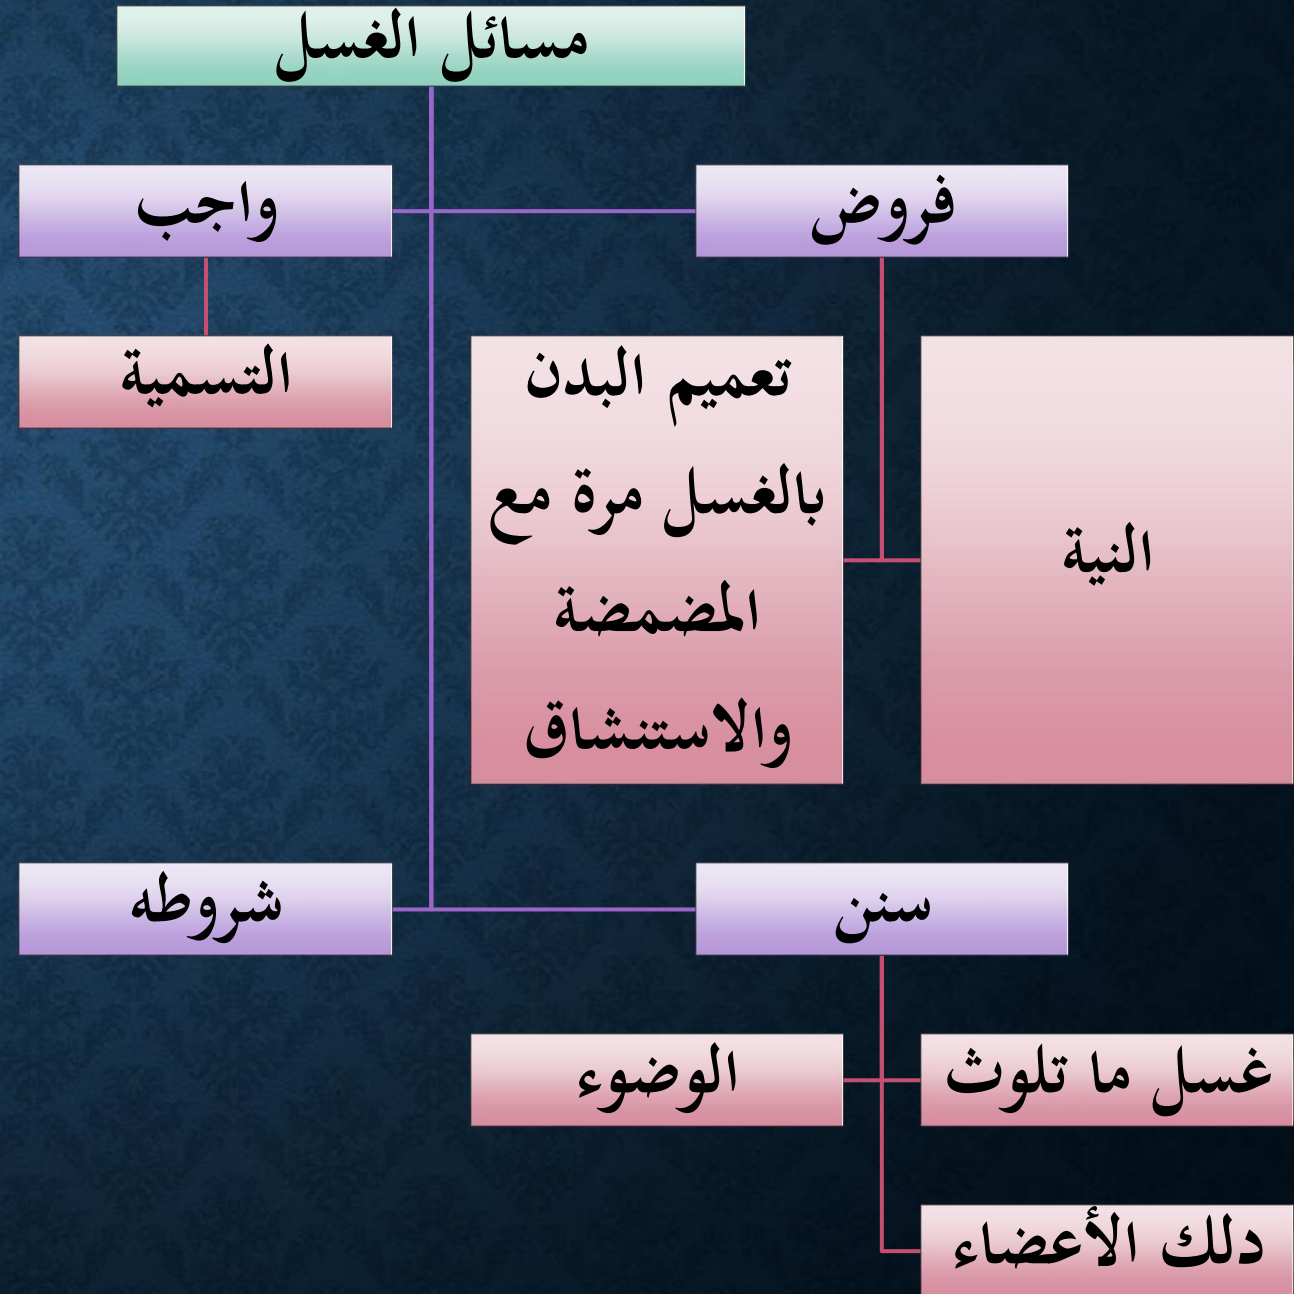 مسائل الغسل
فروض
واجب
النية
تعميم البدن
بالغسل مرة مع
المضمضة
والاستنشاق
التسمية
سنن
شروطه
غسل ما تلوث
الوضوء
دلك الأعضاء